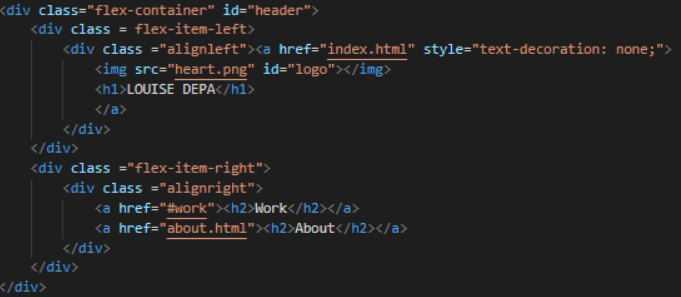 <div class="flex-container" id="header">
<div class = flex-item-left>
<div class ="alignleft"><a href="index.html" style="text-decoration: none;">
<img src="heart.png" id="logo"></img>
<h1>LOUISE DEPA</h1>
</a>
</div>
</div>
<div class ="flex-item-right">
<div class ="alignright">
<a href="#work"><h2>Work</h2></a>
<a href="about.html"><h2>About</h2></a>
</div>
</div>
</div>